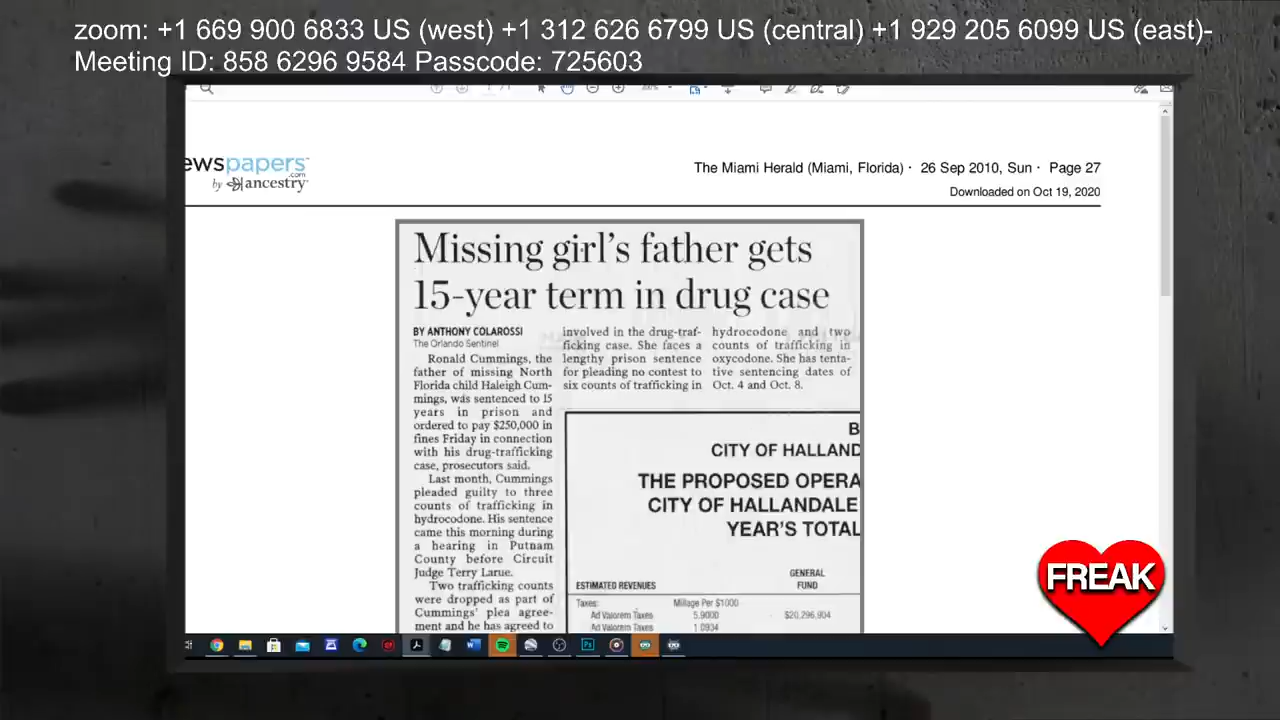 zoom: +1 669 900 6833 US (west) +1 312 626 6799 US (central) +1 929 205 6099 US (east)-
Meeting ID: 858 6296 9584 Passcode: 725603
ewspapers
.com
by ancestry
The Miami Herald (Miami, Florida) · 26 Sep 2010, Sun · Page 27
Downloaded on Oct 19, 2020
Missing girl's father gets
15-year term in drug case
BY ANTHONY COLAROSSI
The Orlando Sentinel
Ronald Cummings, the
father of missing North
Florida child Haleigh Cum-
mings, was sentenced to 15
years in prison and
ordered to pay $250,000 in
fines Friday in connection
with his drug-trafficking
case, prosecutors said.
Last month, Cummings
pleaded guilty to three
counts of trafficking in
hydrocodone. His sentence
came this morning during
a hearing in Putnam
County before Circuit
Judge Terry Larue.
Two trafficking counts
were dropped as part of
Cummings' plea agree-
ment and he has agreed to
involved in the drug-traf-
ficking case. She faces a
lengthy prison sentence
for pleading no contest to
six counts of trafficking in
hydrocodone and two
counts of trafficking in
oxycodone. She has tenta-
tive sentencing dates of
Oct. 4 and Oct. 8.
B
CITY OF HALLAND
THE PROPOSED OPERA
CITY OF HALLANDALE
YEAR'S TOTAL
GENERAL
ESTIMATED REVENUES FUND
Taxes: Millage Per $1000
Ad Valorem Taxes 5.9000 $20,296,904
Ad Valorem Taxes 1.0934
FREAK